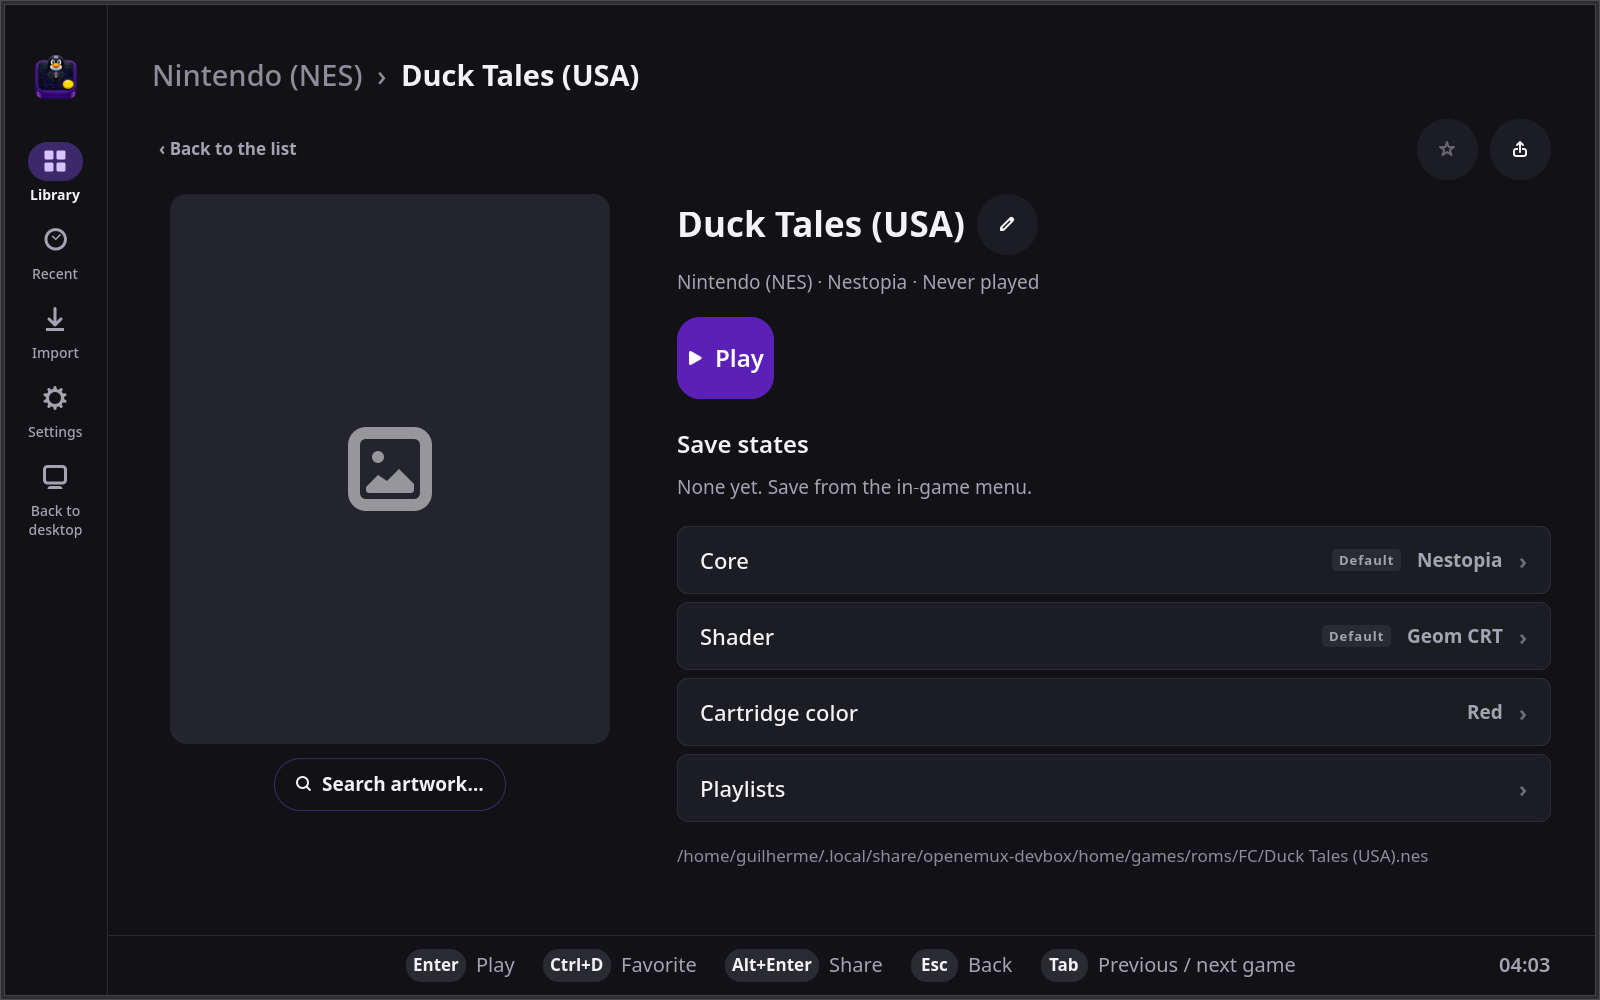 Nintendo (NES) › Duck Tales (USA)
‹ Back to the list
Library
Recent
Import
Settings
Back to
desktop
Search artwork...
Duck Tales (USA)
Nintendo (NES) · Nestopia · Never played
Play
Save states
None yet. Save from the in-game menu.
Core Default Nestopia ›
Shader Default Geom CRT ›
Cartridge color Red ›
Playlists ›
/home/guilherme/.local/share/openemux-devbox/home/games/roms/FC/Duck Tales (USA).nes
Enter Play Ctrl+D Favorite Alt+Enter Share Esc Back Tab Previous / next game 04:03